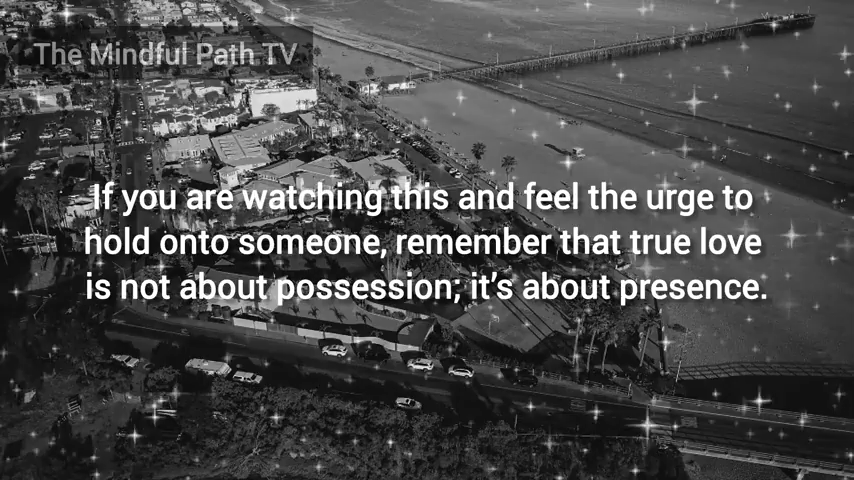 The Mindful Path TV
If you are watching this and feel the urge to
hold onto someone, remember that true love
is not about possession; it’s about presence.